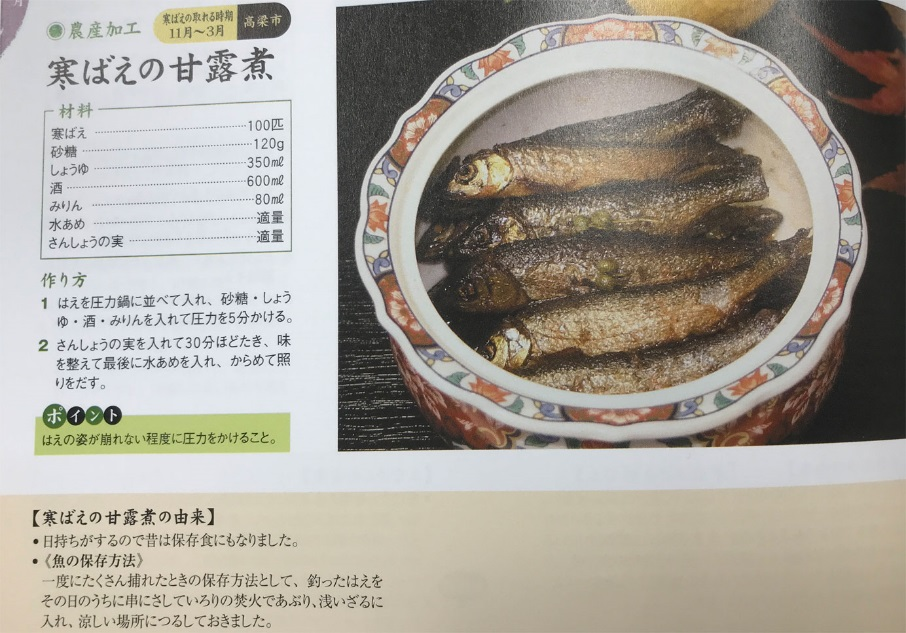 月
農産加工
寒ばえの取れる時期
11月〜3月
高梁市
寒ばえの甘露煮
材料
寒ばえ 100匹
砂糖 120g
しょうゆ 350㎖
酒 600㎖
みりん 80㎖
水あめ 適量
さんしょうの実 適量
作り方
1 はえを圧力鍋に並べて入れ、砂糖・しょう
ゆ・酒・みりんを入れて圧力を5分かける。
2 さんしょうの実を入れて30分ほどたき、味
を整えて最後に水あめを入れ、からめて照
りをだす。
ポイント
はえの姿が崩れない程度に圧力をかけること。
【寒ばえの甘露煮の由来】
• 日持ちがするので昔は保存食にもなりました。
• 《魚の保存方法》
一度にたくさん捕れたときの保存方法として、釣ったはえを
その日のうちに串にさしていろりの焚火であぶり、浅いざるに
入れ、涼しい場所につるしておきました。